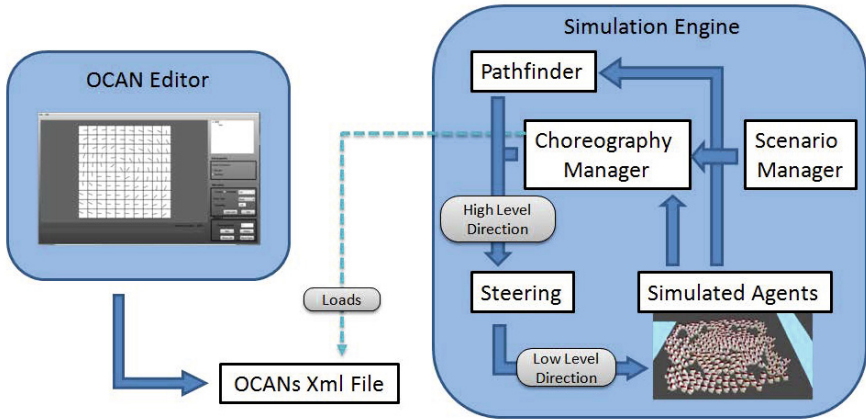 Simulation Engine
OCAN Editor
Pathfinder
Choreography
Manager
Scenario
Manager
High Level
Direction
Loads
Steering
Simulated Agents
Low Level
Direction
OCANs Xml File